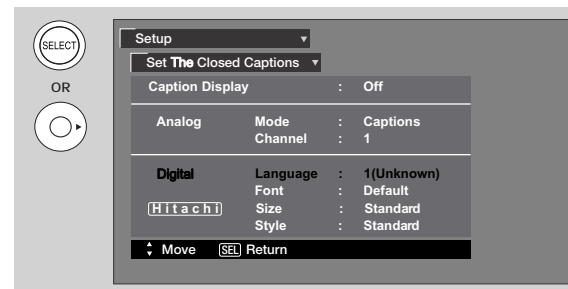 SELECT
OR
Setup
Set The Closed Captions
Caption Display : Off
Analog Mode : Captions
Channel : 1
Digital Language : 1(Unknown)
Font : Default
Hitachi Size : Standard
Style : Standard
Move SEL Return